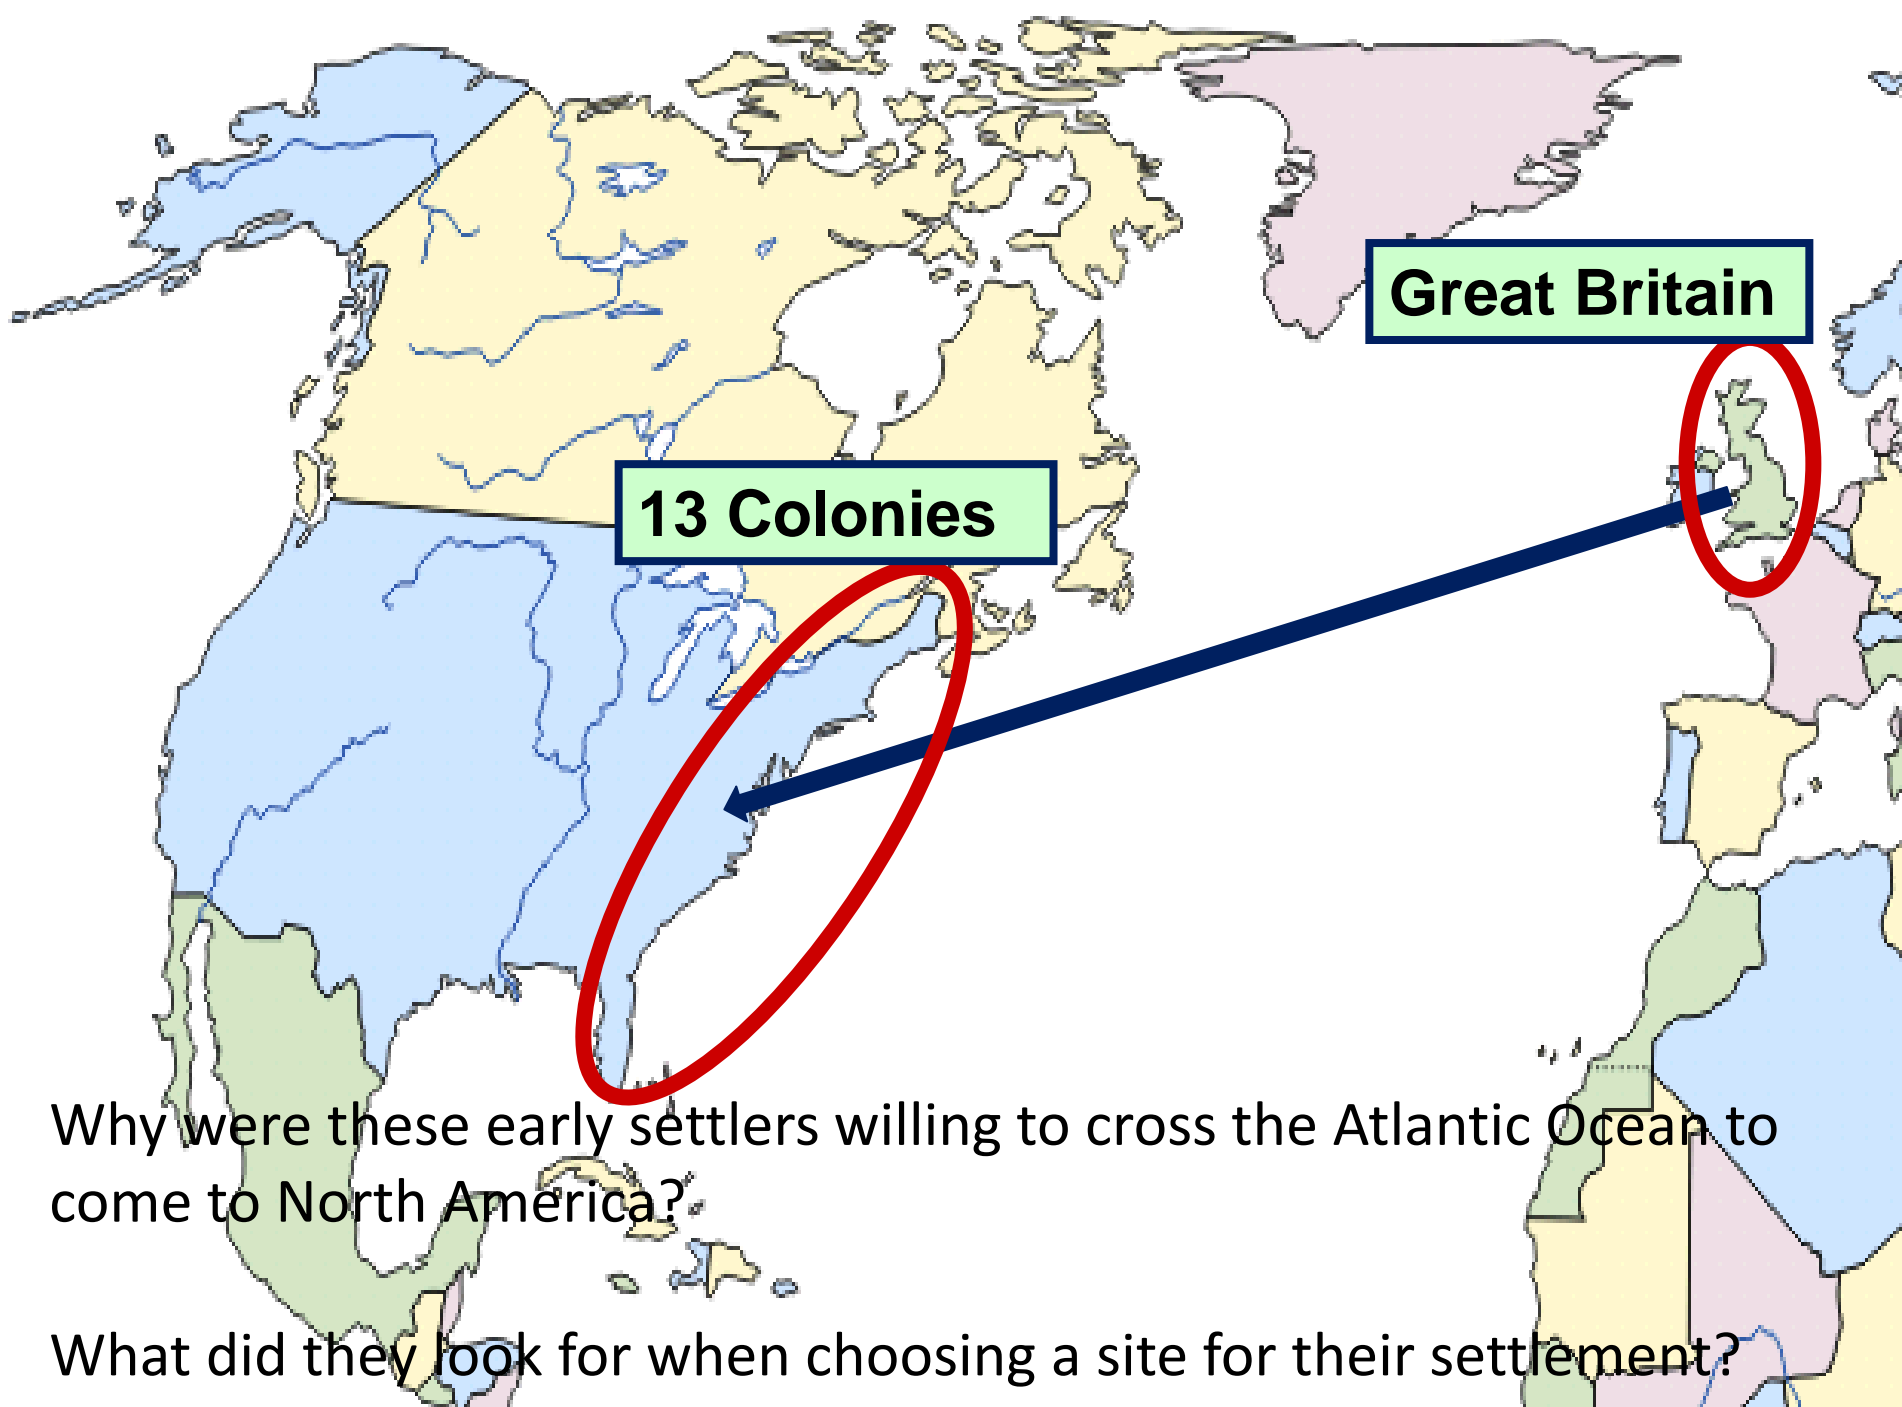 Great Britain
13 Colonies
Why were these early settlers willing to cross the Atlantic Ocean to
come to North America?
What did they look for when choosing a site for their settlement?